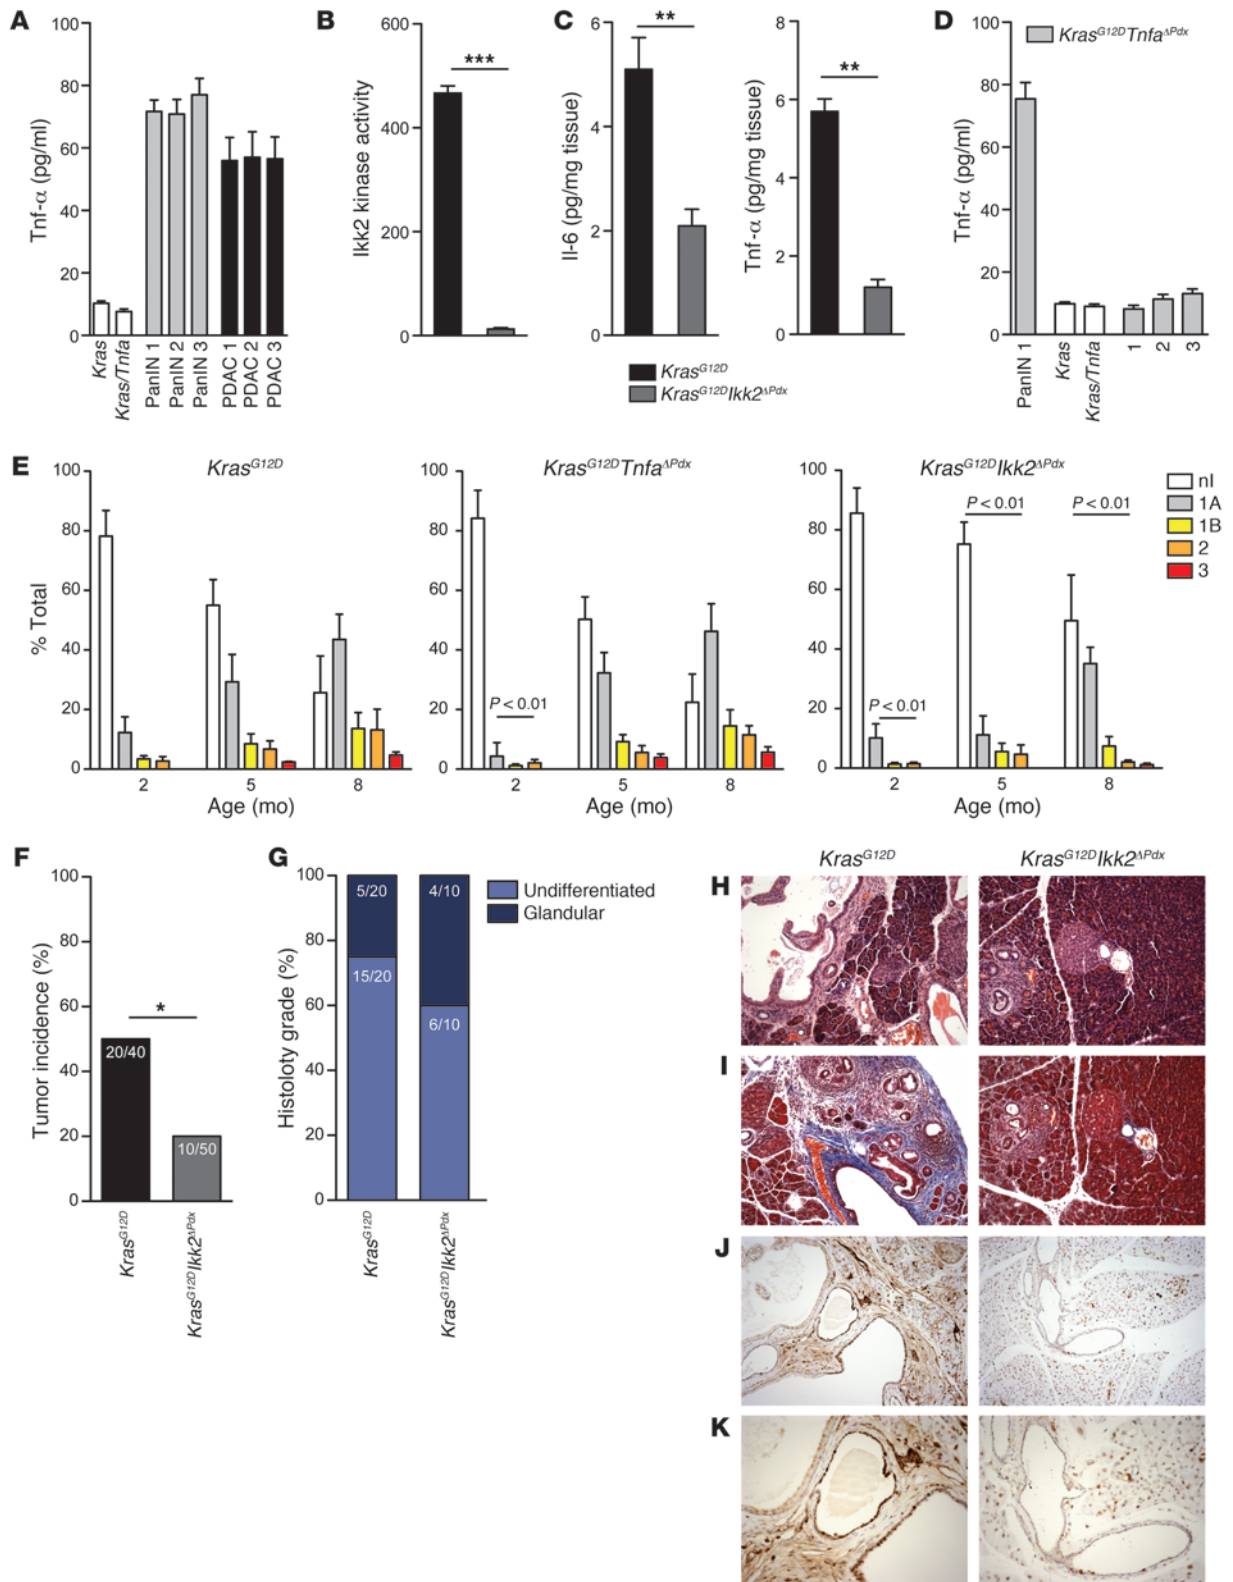 A
Tnf-α (pg/ml)
100
80
60
40
20
0
Kras
Kras/Tnfa
PanIN 1
PanIN 2
PanIN 3
PDAC 1
PDAC 2
PDAC 3
B
Ikk2 kinase activity
600
400
200
0
***
C
Il-6 (pg/mg tissue)
6
4
2
0
**
Tnf-α (pg/mg tissue)
8
6
4
2
0
**
KrasG12D
KrasG12DIkk2ΔPdx
D
Tnf-α (pg/ml)
100
80
60
40
20
0
KrasG12DTnfaΔPdx
PanIN 1
Kras
Kras/Tnfa
1
2
3
E
% Total
KrasG12D
100
80
60
40
20
0
2 5 8
Age (mo)
KrasG12DTnfaΔPdx
100
80
60
40
20
0
P < 0.01
2 5 8
Age (mo)
KrasG12DIkk2ΔPdx
100
80
60
40
20
0
P < 0.01
P < 0.01
P < 0.01
2 5 8
Age (mo)
nl
1A
1B
2
3
F
Tumor incidence (%)
100
80
60
40
20
0
*
20/40
10/50
KrasG12D
KrasG12DIkk2ΔPdx
G
Histoloty grade (%)
100
80
60
40
20
0
5/20
4/10
15/20
6/10
KrasG12D
KrasG12DIkk2ΔPdx
Undifferentiated
Glandular
KrasG12D KrasG12DIkk2ΔPdx
H
I
J
K